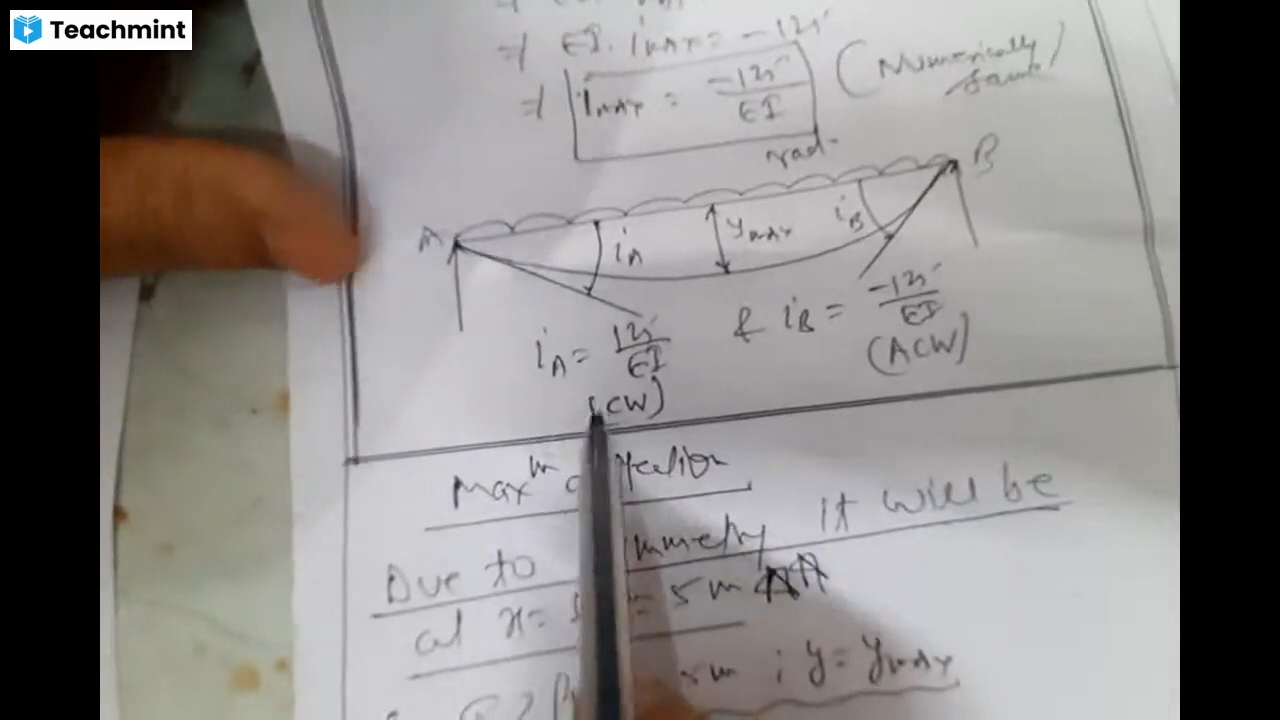 Teachmint
⇒ EI. iMAX = -125
⇒ iMAX = -125/EI (Numerically same)
rad.
A B
iA yMAX iB
iA = 125/EI & iB = -125/EI
(CW) (ACW)
Maxm
Due to it will be
at x = = 5m
5m ; y = yMAX